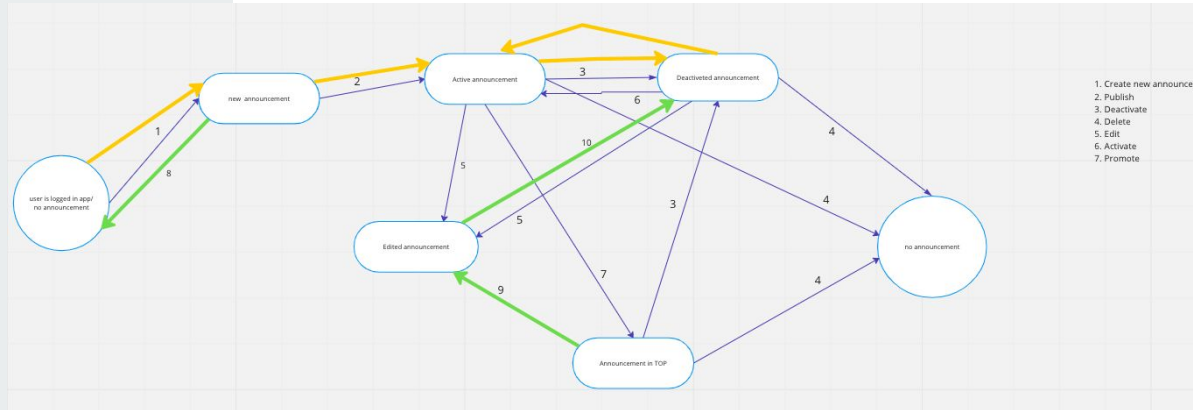 2
3
Active announcement
Deactiveted announcement
new announcement
6
1. Create new announce
2. Publish
3. Deactivate
4. Delete
5. Edit
6. Activate
7. Promote
1
4
10
8
5
user is logged in app/
no announcement
4
3
5
Edited announcement
no announcement
7
4
9
Announcement in TOP